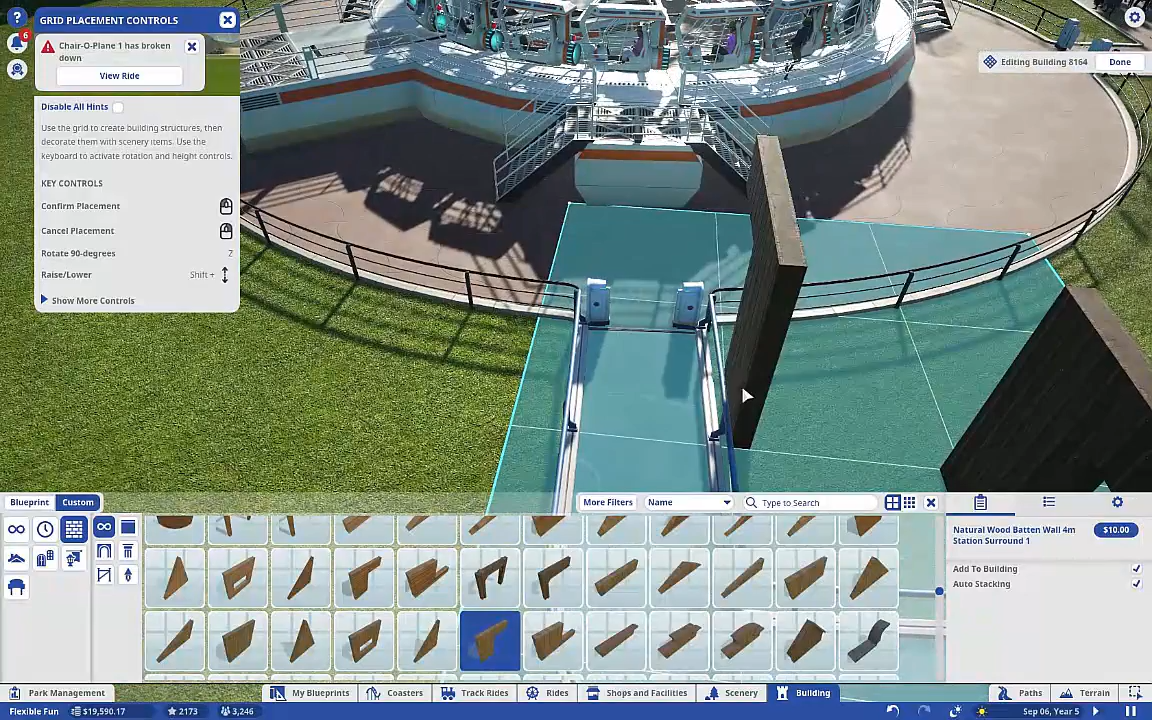 GRID PLACEMENT CONTROLS
6
Chair-O-Plane 1 has broken
down
View Ride
Editing Building 8164
Done
Disable All Hints
Use the grid to create building structures, then
decorate them with scenery items. Use the
keyboard to activate rotation and height controls.
KEY CONTROLS
Confirm Placement
Cancel Placement
Rotate 90-degrees Z
Raise/Lower Shift +
Show More Controls
Blueprint Custom
More Filters
Name
Type to Search
Natural Wood Batten Wall 4m
Station Surround 1
$10.00
Add To Building
Auto Stacking
Park Management
My Blueprints
Coasters
Track Rides
Rides
Shops and Facilities
Scenery
Building
Paths
Terrain
Flexible Fun
$19,590.17
2173
3,246
Sep 06, Year 5